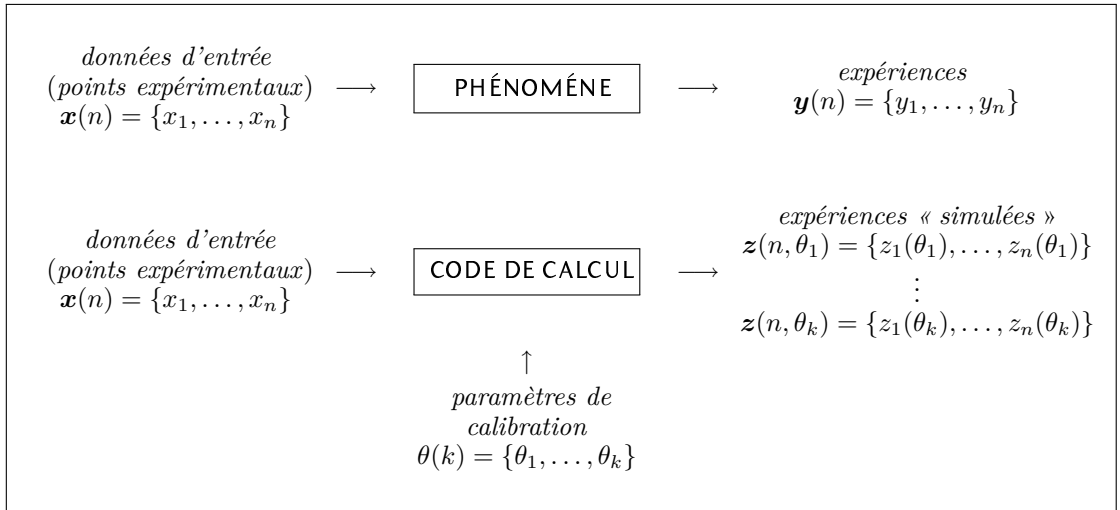 données d'entrée
(points expérimentaux)
x(n) = {x₁, . . . , xₙ}
⟶
PHÉNOMÉNE
⟶
expériences
y(n) = {y₁, . . . , yₙ}
données d'entrée
(points expérimentaux)
x(n) = {x₁, . . . , xₙ}
⟶
CODE DE CALCUL
⟶
expériences « simulées »
z(n, θ₁) = {z₁(θ₁), . . . , zₙ(θ₁)}
⋮
z(n, θₖ) = {z₁(θₖ), . . . , zₙ(θₖ)}
↑
paramètres de
calibration
θ(k) = {θ₁, . . . , θₖ}